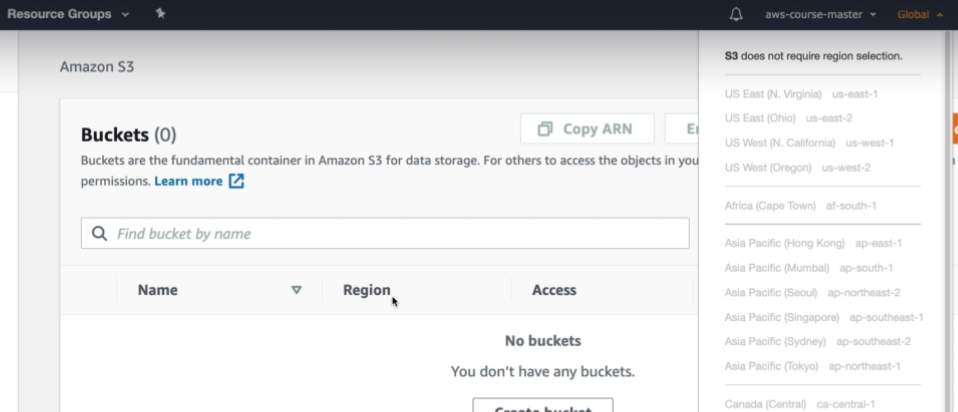 Resource Groups
aws-course-master
Global
Amazon S3
Buckets (0)
Copy ARN
Buckets are the fundamental container in Amazon S3 for data storage. For others to access the objects in you
permissions. Learn more
Find bucket by name
Name
Region
Access
No buckets
You don't have any buckets.
Create bucket
S3 does not require region selection.
US East (N. Virginia) us-east-1
US East (Ohio) us-east-2
US West (N. California) us-west-1
US West (Oregon) us-west-2
Africa (Cape Town) af-south-1
Asia Pacific (Hong Kong) ap-east-1
Asia Pacific (Mumbai) ap-south-1
Asia Pacific (Seoul) ap-northeast-2
Asia Pacific (Singapore) ap-southeast-1
Asia Pacific (Sydney) ap-southeast-2
Asia Pacific (Tokyo) ap-northeast-1
Canada (Central) ca-central-1